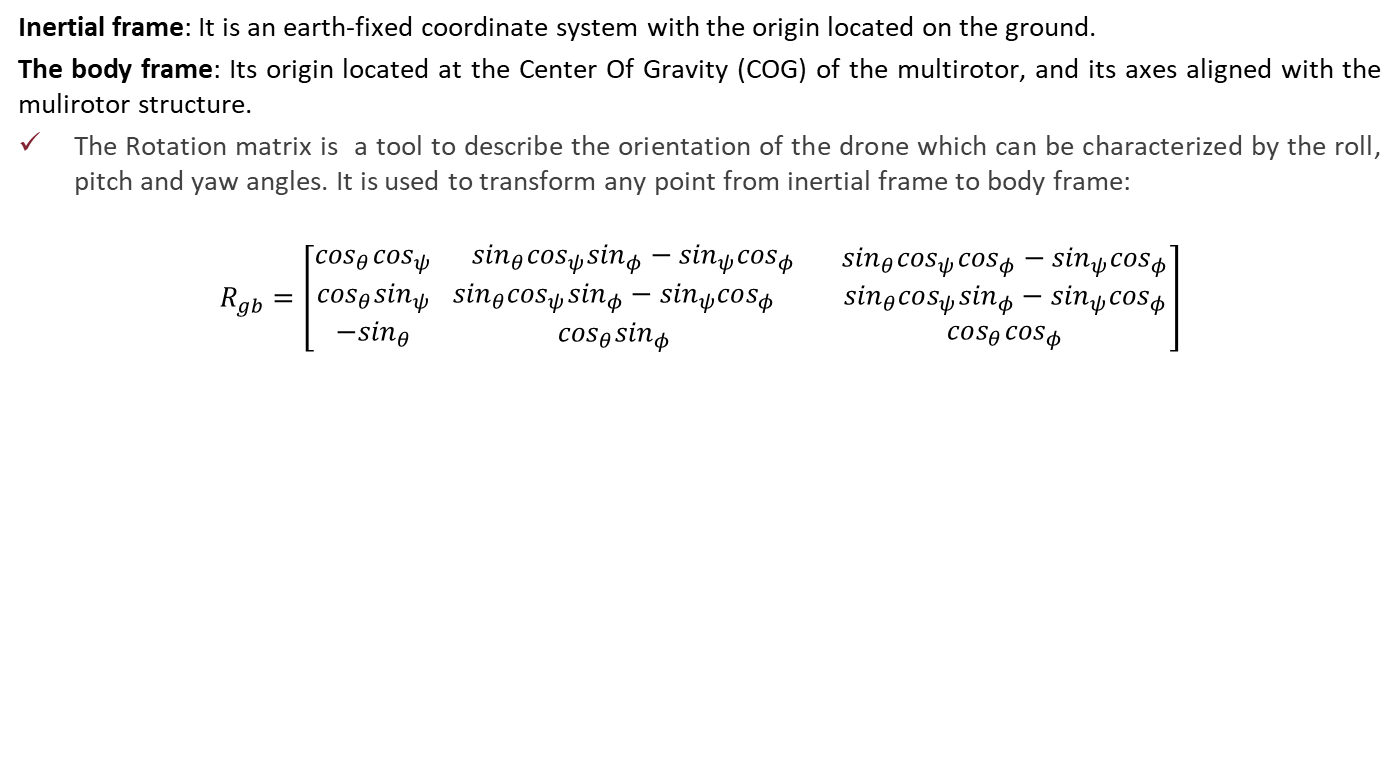 Inertial frame: It is an earth-fixed coordinate system with the origin located on the ground.
The body frame: Its origin located at the Center Of Gravity (COG) of the multirotor, and its axes aligned with the
mulirotor structure.
✓ The Rotation matrix is a tool to describe the orientation of the drone which can be characterized by the roll,
pitch and yaw angles. It is used to transform any point from inertial frame to body frame:
[cos_θ cos_ψ sin_θ cos_ψ sin_ϕ − sin_ψ cos_ϕ sin_θ cos_ψ cos_ϕ − sin_ψ cos_ϕ]
R_gb = cos_θ sin_ψ sin_θ cos_ψ sin_ϕ − sin_ψ cos_ϕ sin_θ cos_ψ sin_ϕ − sin_ψ cos_ϕ
−sin_θ cos_θ sin_ϕ cos_θ cos_ϕ